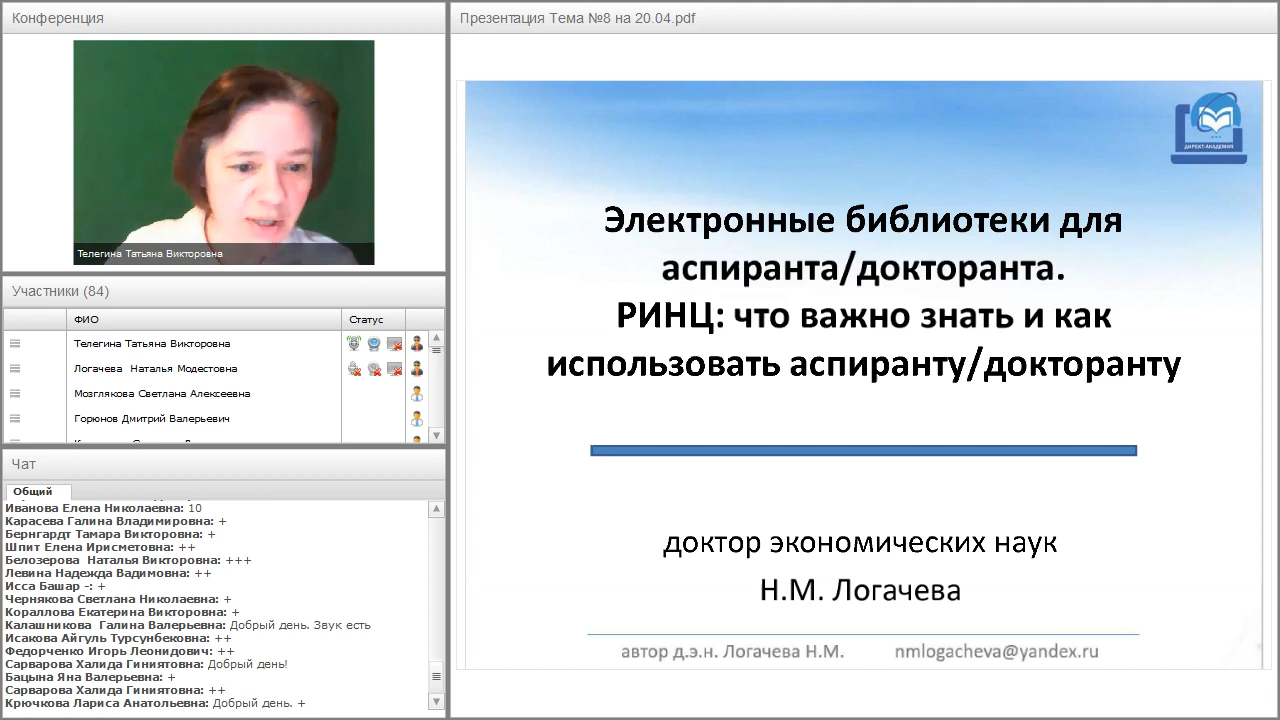 Конференция
Телегина Татьяна Викторовна
Участники (84)
ФИО Статус
Телегина Татьяна Викторовна
Логачева Наталья Модестовна
Мозглякова Светлана Алексеевна
Горюнов Дмитрий Валерьевич
Чат
Общий
Иванова Елена Николаевна: 10
Карасева Галина Владимировна: +
Бернгардт Тамара Викторовна: +
Шпит Елена Ирисметовна: ++
Белозерова Наталья Викторовна: +++
Левина Надежда Вадимовна: ++
Исса Башар -: +
Чернякова Светлана Николаевна: +
Кораллова Екатерина Викторовна: +
Калашникова Галина Валерьевна: Добрый день. Звук есть
Исакова Айгуль Турсунбековна: ++
Федорченко Игорь Леонидович: ++
Сарварова Халида Гиниятовна: Добрый день!
Бацына Яна Валерьевна: +
Сарварова Халида Гиниятовна: ++
Крючкова Лариса Анатольевна: Добрый день. +
Презентация Тема №8 на 20.04.pdf
ДИРЕКТ-АКАДЕМИЯ
Электронные библиотеки для
аспиранта/докторанта.
РИНЦ: что важно знать и как
использовать аспиранту/докторанту
доктор экономических наук
Н.М. Логачева
автор д.э.н. Логачева Н.М. nmlogacheva@yandex.ru